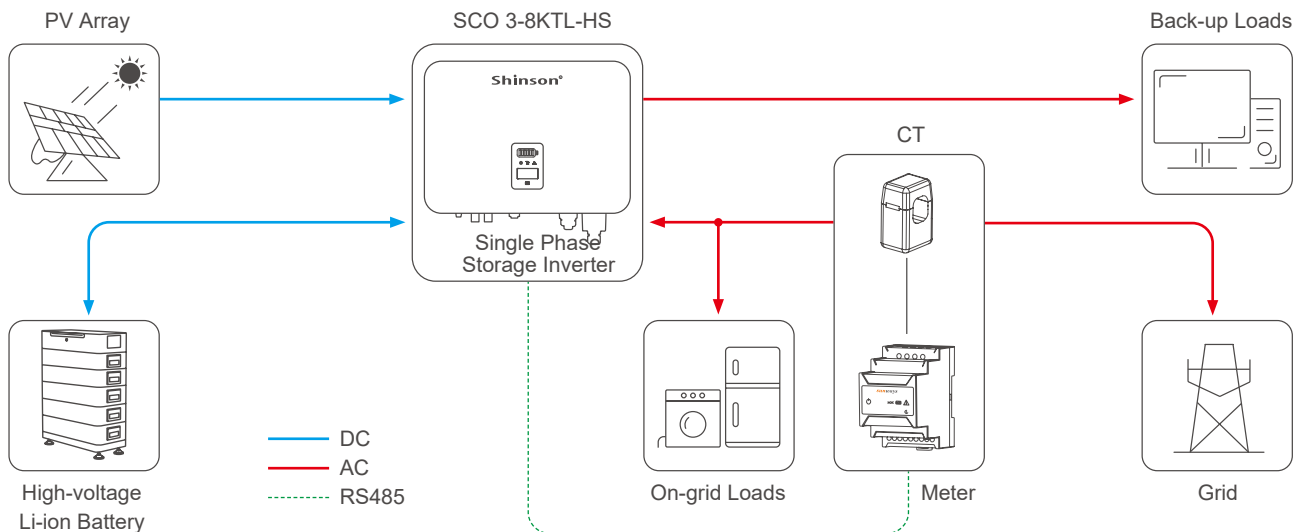 PV Array
SCO 3-8KTL-HS
Back-up Loads
Shinson®
CT
Single Phase
Storage Inverter
DC
AC
RS485
High-voltage
Li-ion Battery
On-grid Loads
Meter
Grid